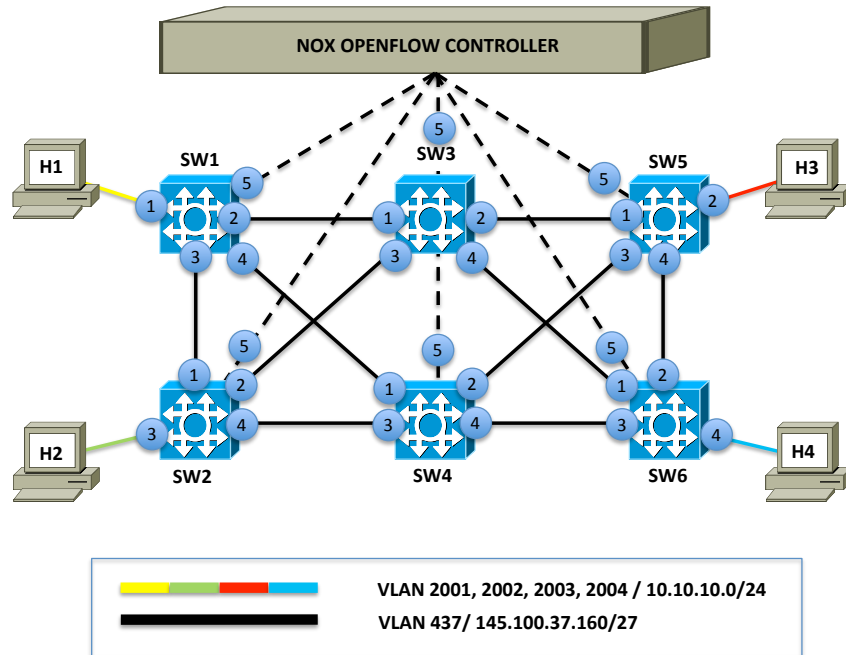 NOX OPENFLOW CONTROLLER
5
SW1
SW3
SW5
H1
H3
5
5
1
2
1
2
1
2
3
4
3
4
3
4
5
5
5
1
2
1
2
1
2
H2
3
4
3
4
3
4
H4
SW2
SW4
SW6
VLAN 2001, 2002, 2003, 2004 / 10.10.10.0/24
VLAN 437/ 145.100.37.160/27